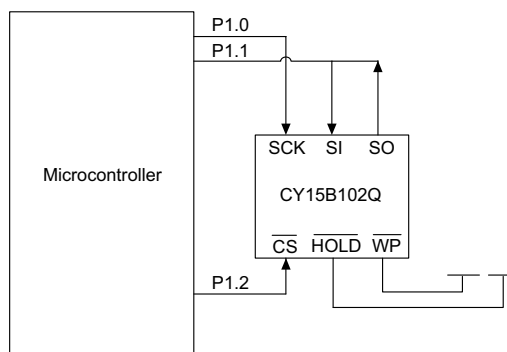 P1.0
P1.1
SCK SI SO
Microcontroller
CY15B102Q
CS HOLD WP
P1.2